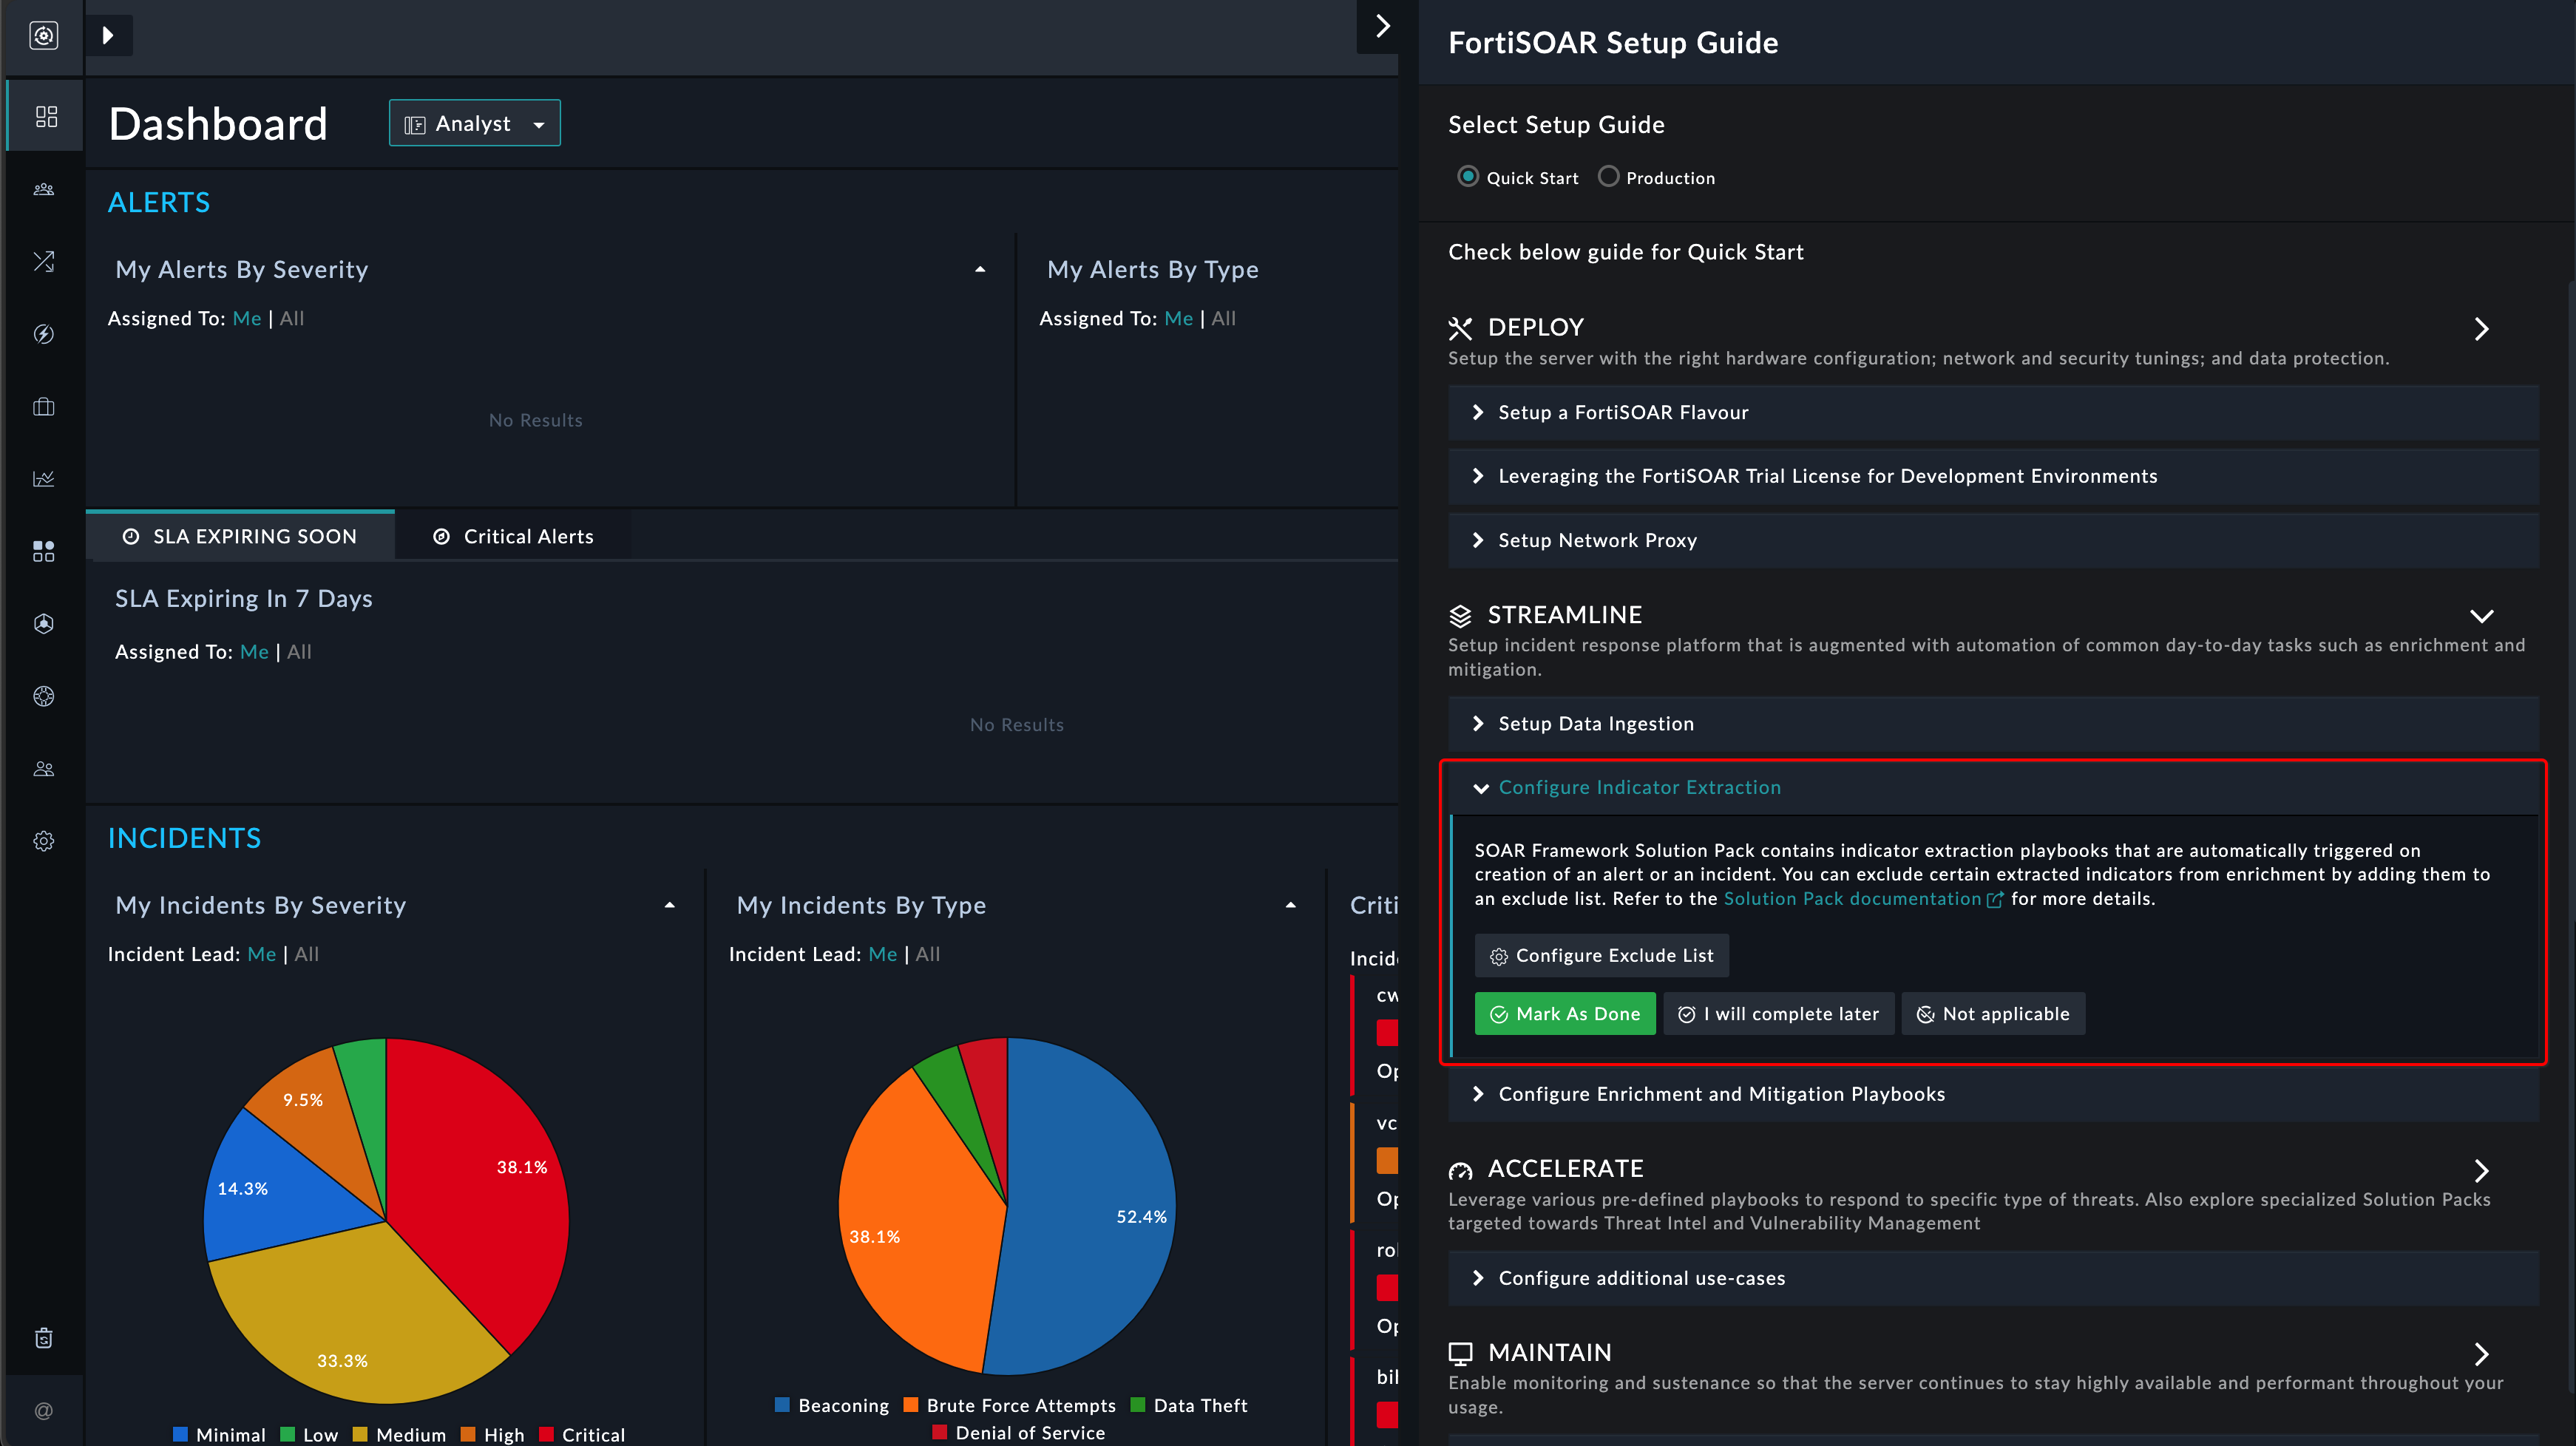 Dashboard
Analyst
ALERTS
My Alerts By Severity
Assigned To: Me | All
No Results
My Alerts By Type
Assigned To: Me | All
SLA EXPIRING SOON
Critical Alerts
SLA Expiring In 7 Days
Assigned To: Me | All
No Results
INCIDENTS
My Incidents By Severity
Incident Lead: Me | All
9.5%
38.1%
14.3%
33.3%
Minimal Low Medium High Critical
My Incidents By Type
Incident Lead: Me | All
52.4%
38.1%
Beaconing Brute Force Attempts Data Theft
Denial of Service
@
FortiSOAR Setup Guide
Select Setup Guide
Quick Start Production
Check below guide for Quick Start
DEPLOY
Setup the server with the right hardware configuration; network and security tunings; and data protection.
Setup a FortiSOAR Flavour
Leveraging the FortiSOAR Trial License for Development Environments
Setup Network Proxy
STREAMLINE
Setup incident response platform that is augmented with automation of common day-to-day tasks such as enrichment and
mitigation.
Setup Data Ingestion
Configure Indicator Extraction
SOAR Framework Solution Pack contains indicator extraction playbooks that are automatically triggered on
creation of an alert or an incident. You can exclude certain extracted indicators from enrichment by adding them to
an exclude list. Refer to the Solution Pack documentation for more details.
Configure Exclude List
Mark As Done
I will complete later
Not applicable
Configure Enrichment and Mitigation Playbooks
ACCELERATE
Leverage various pre-defined playbooks to respond to specific type of threats. Also explore specialized Solution Packs
targeted towards Threat Intel and Vulnerability Management
Configure additional use-cases
MAINTAIN
Enable monitoring and sustenance so that the server continues to stay highly available and performant throughout your
usage.